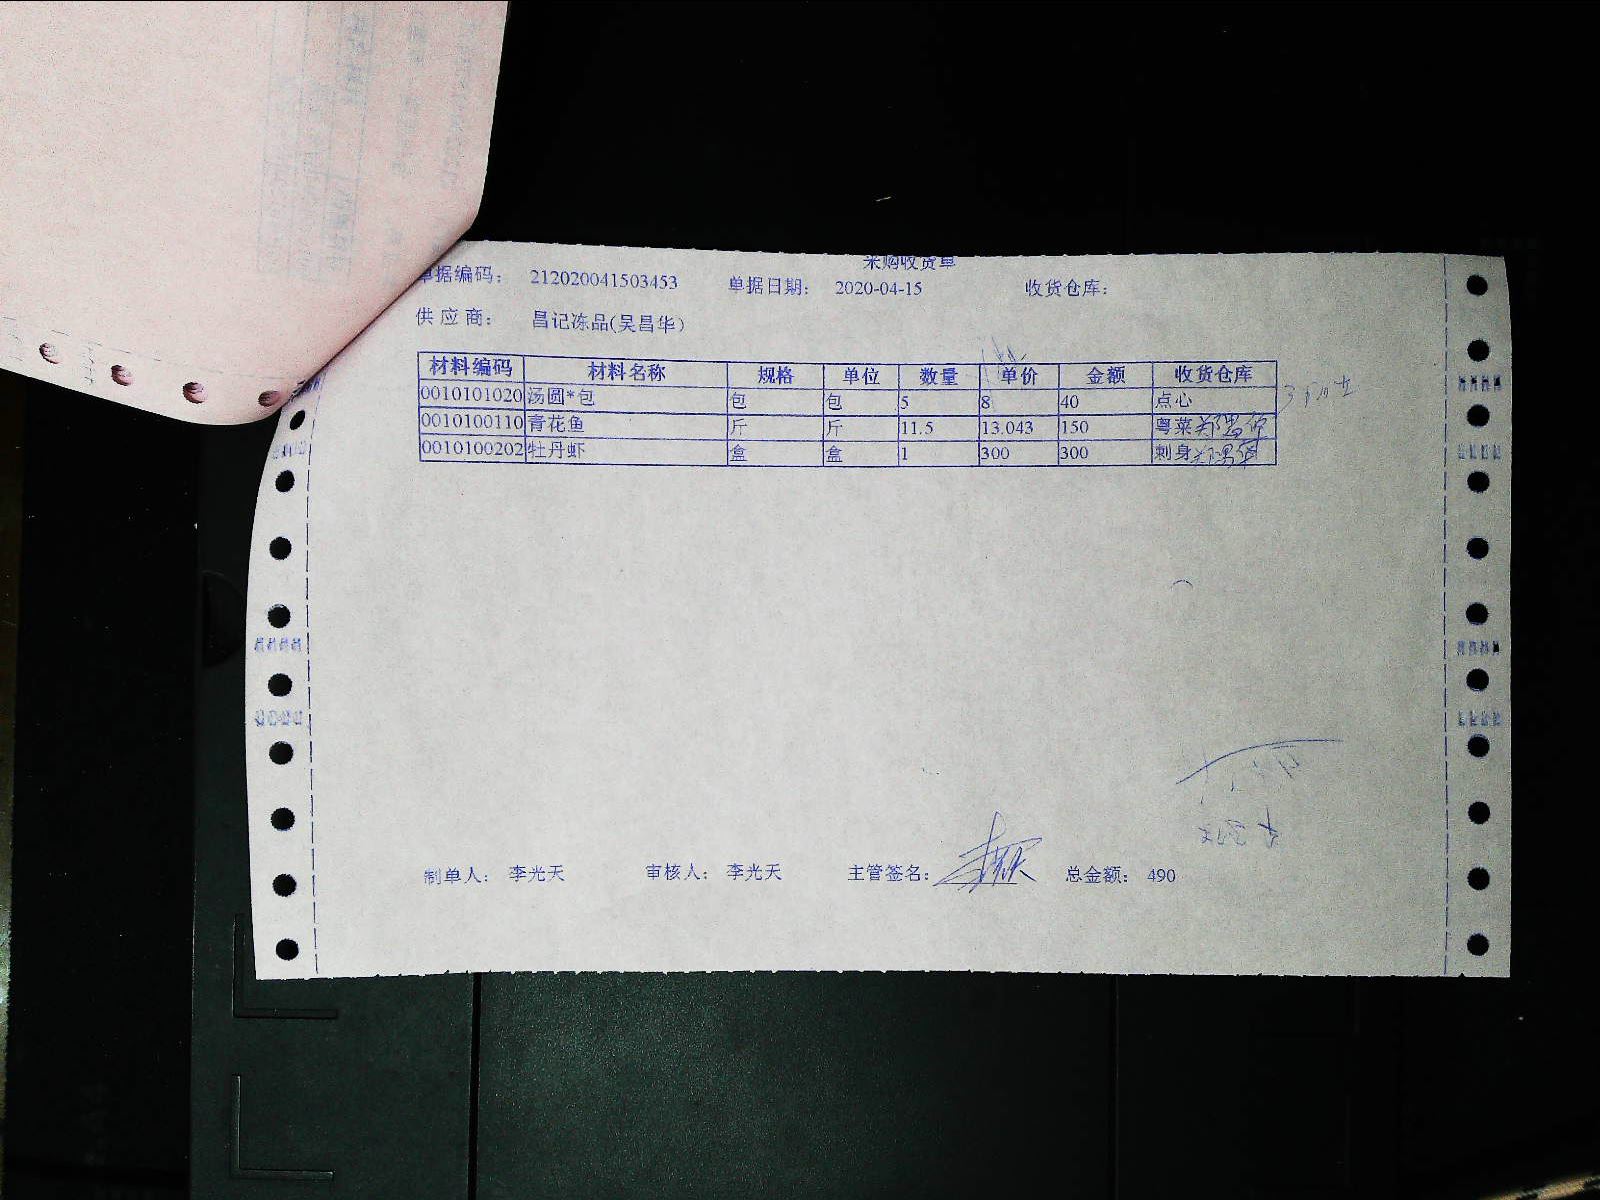 采购收货单
单据编码： 212020041503453 单据日期： 2020-04-15 收货仓库：
供应商： 昌记冻品(吴昌华）
材料编码 材料名称 规格 单位 数量 单价 金额 收货仓库
0010101020 汤圆*包 包 包 5 8 40 点心
0010100110 青花鱼 斤 斤 11.5 13.043 150 粤菜
0010100202 牡丹虾 盒 盒 1 300 300 刺身
制单人： 李光天 审核人： 李光天 主管签名： 总金额： 490